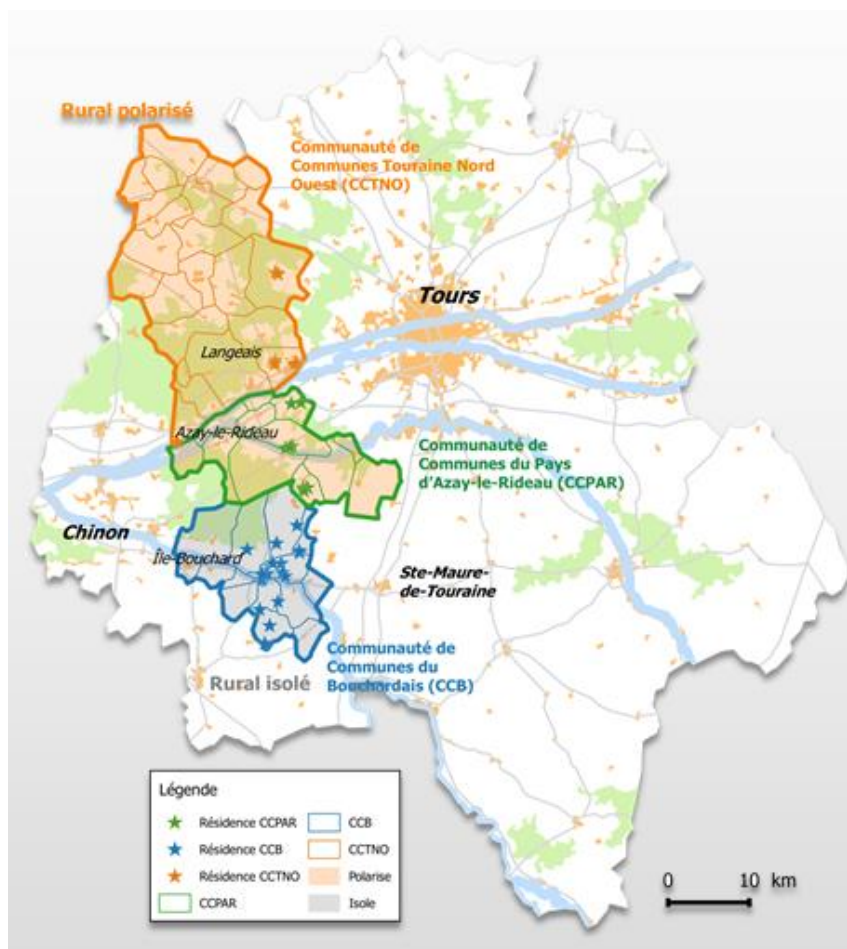 Rural polarisé
Communauté de
Communes Touraine Nord
Ouest (CCTNO)
Tours
Langeais
Azay-le-Rideau
Communauté de
Communes du Pays
d'Azay-le-Rideau (CCPAR)
Chinon
Île-Bouchard
Ste-Maure-
de-Touraine
Communauté de
Communes du
Bouchardais (CCB)
Rural isolé
Légende
Résidence CCPAR
CCB
Résidence CCB
CCTNO
Résidence CCTNO
Polarise
CCPAR
Isole
0 10 km